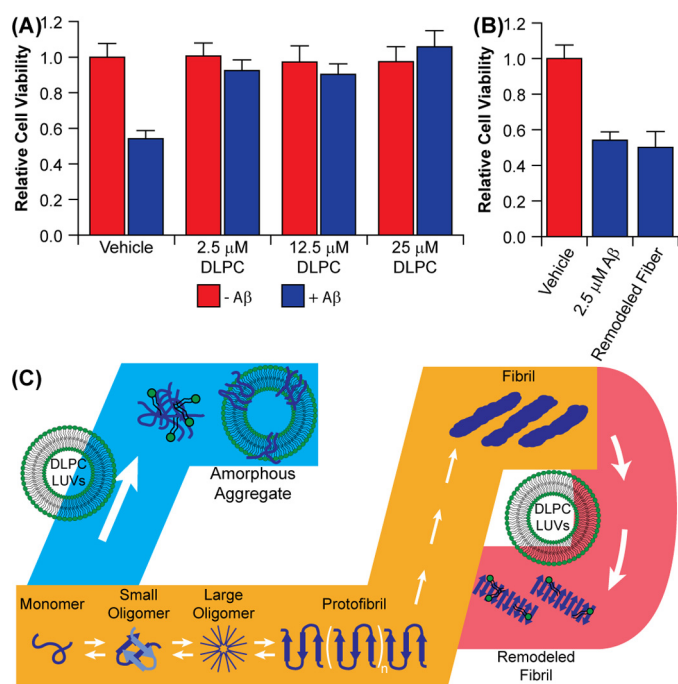 (A)
Relative Cell Viability
1.2
1.0
0.8
0.6
0.4
0.2
0.0
Vehicle
2.5 μM
DLPC
12.5 μM
DLPC
25 μM
DLPC
- Aβ
+ Aβ
(B)
Relative Cell Viability
1.2
1.0
0.8
0.6
0.4
0.2
0.0
Vehicle
2.5 μM Aβ
Remodeled Fiber
(C)
DLPC
LUVs
Amorphous
Aggregate
Fibril
DLPC
LUVs
Monomer
Small
Oligomer
Large
Oligomer
Protofibril
n
Remodeled
Fibril